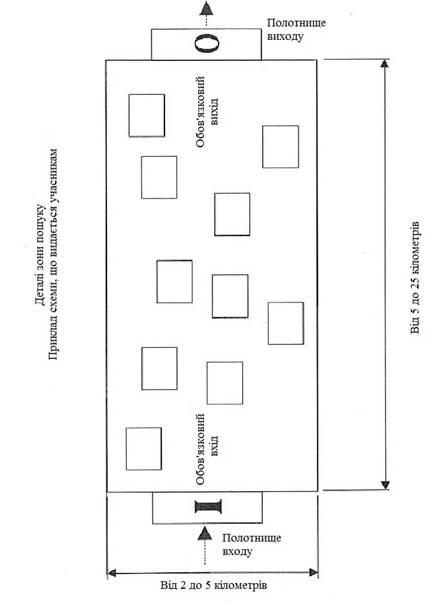 Полотнище
виходу
O
Обов'язковий
вихід
Деталі зони пошуку
Приклад схеми, що видається учасникам
Від 5 до 25 кілометрів
Обов'язковий
вхід
I
Полотнище
входу
Від 2 до 5 кілометрів